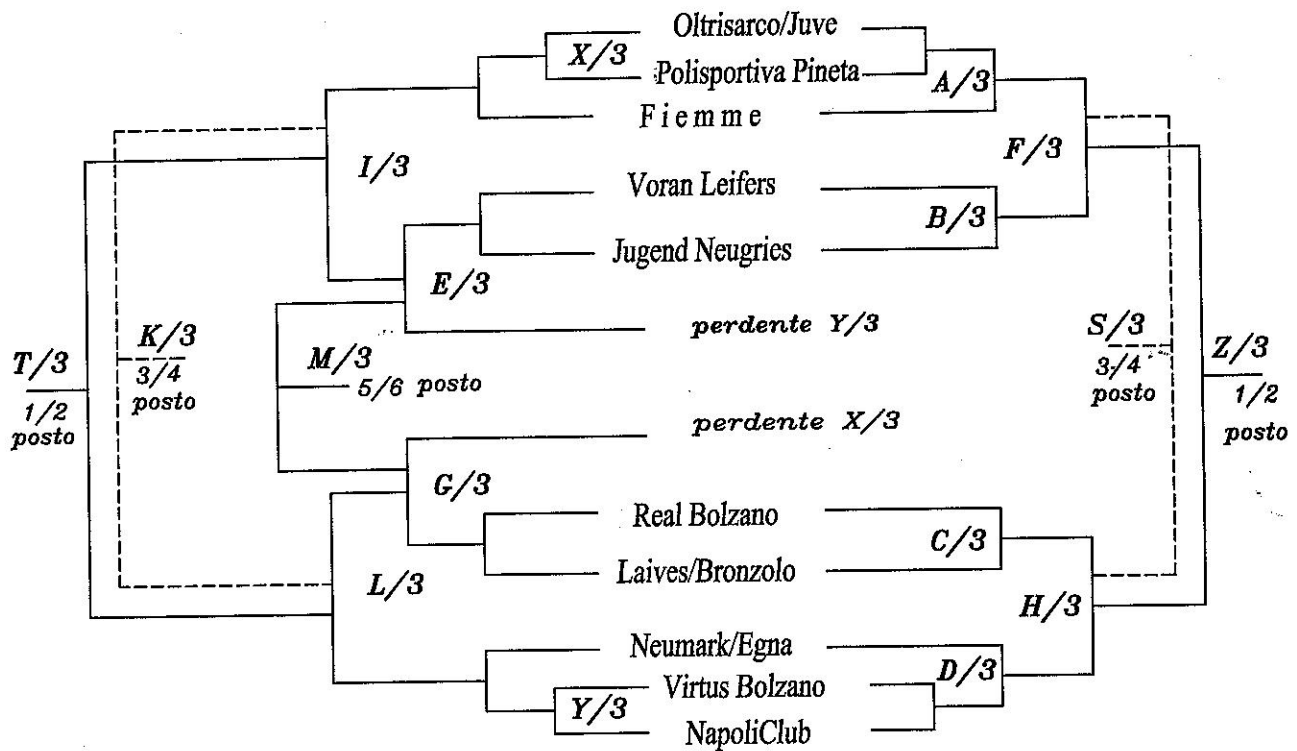 Oltrisarco/Juve
X/3
Polisportiva Pineta
A/3
Fiemme
I/3
F/3
Voran Leifers
B/3
Jugend Neugries
E/3
perdente Y/3
K/3
S/3
T/3
M/3
Z/3
3/4
posto
5/6 posto
3/4
posto
1/2
posto
1/2
posto
perdente X/3
G/3
Real Bolzano
C/3
L/3
Laives/Bronzolo
H/3
Neumark/Egna
D/3
Virtus Bolzano
Y/3
NapoliClub